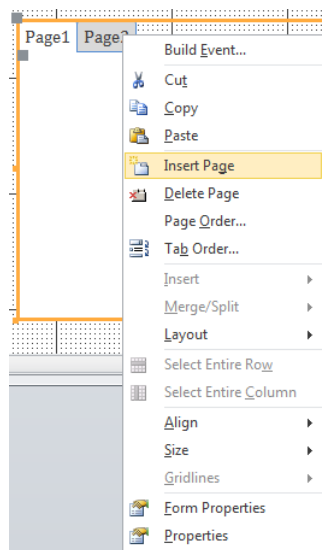 Page1 Page2
Build Event...
Cut
Copy
Paste
Insert Page
Delete Page
Page Order...
Tab Order...
Insert
Merge/Split
Layout
Select Entire Row
Select Entire Column
Align
Size
Gridlines
Form Properties
Properties